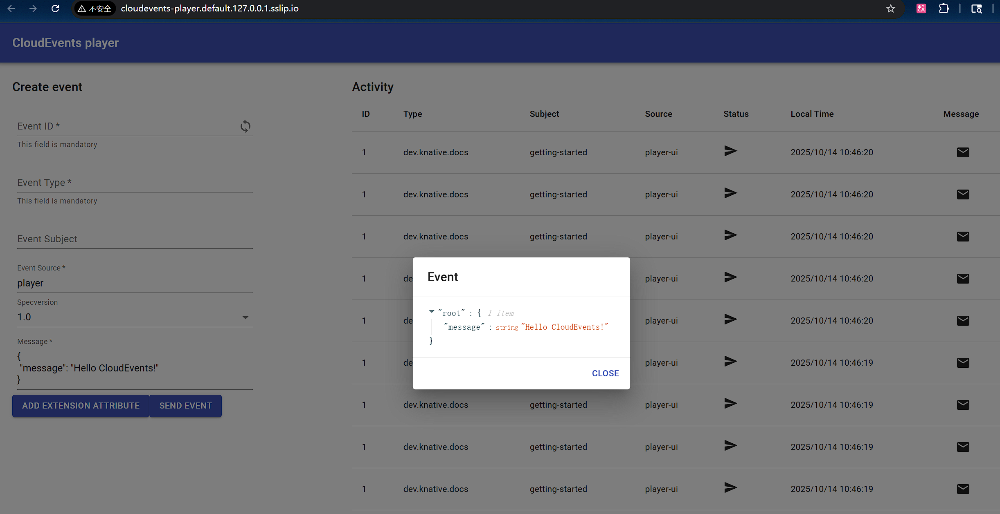 不安全 cloudevents-player.default.127.0.0.1.sslip.io
CloudEvents player
Create event
Event ID *
This field is mandatory
Event Type *
This field is mandatory
Event Subject
Event Source *
player
Specversion
1.0
Message *
{
"message": "Hello CloudEvents!"
}
ADD EXTENSION ATTRIBUTE SEND EVENT
Activity
ID Type Subject Source Status Local Time Message
1 dev.knative.docs getting-started player-ui 2025/10/14 10:46:20
1 dev.knative.docs getting-started player-ui 2025/10/14 10:46:20
1 dev.knative.docs getting-started player-ui 2025/10/14 10:46:20
1 de player-ui 2025/10/14 10:46:20
1 de player-ui 2025/10/14 10:46:20
1 de player-ui 2025/10/14 10:46:19
1 dev.knative.docs getting-started player-ui 2025/10/14 10:46:19
1 dev.knative.docs getting-started player-ui 2025/10/14 10:46:19
1 dev.knative.docs getting-started player-ui 2025/10/14 10:46:19
Event
"root" : { 1 item
"message" : string "Hello CloudEvents!"
}
CLOSE